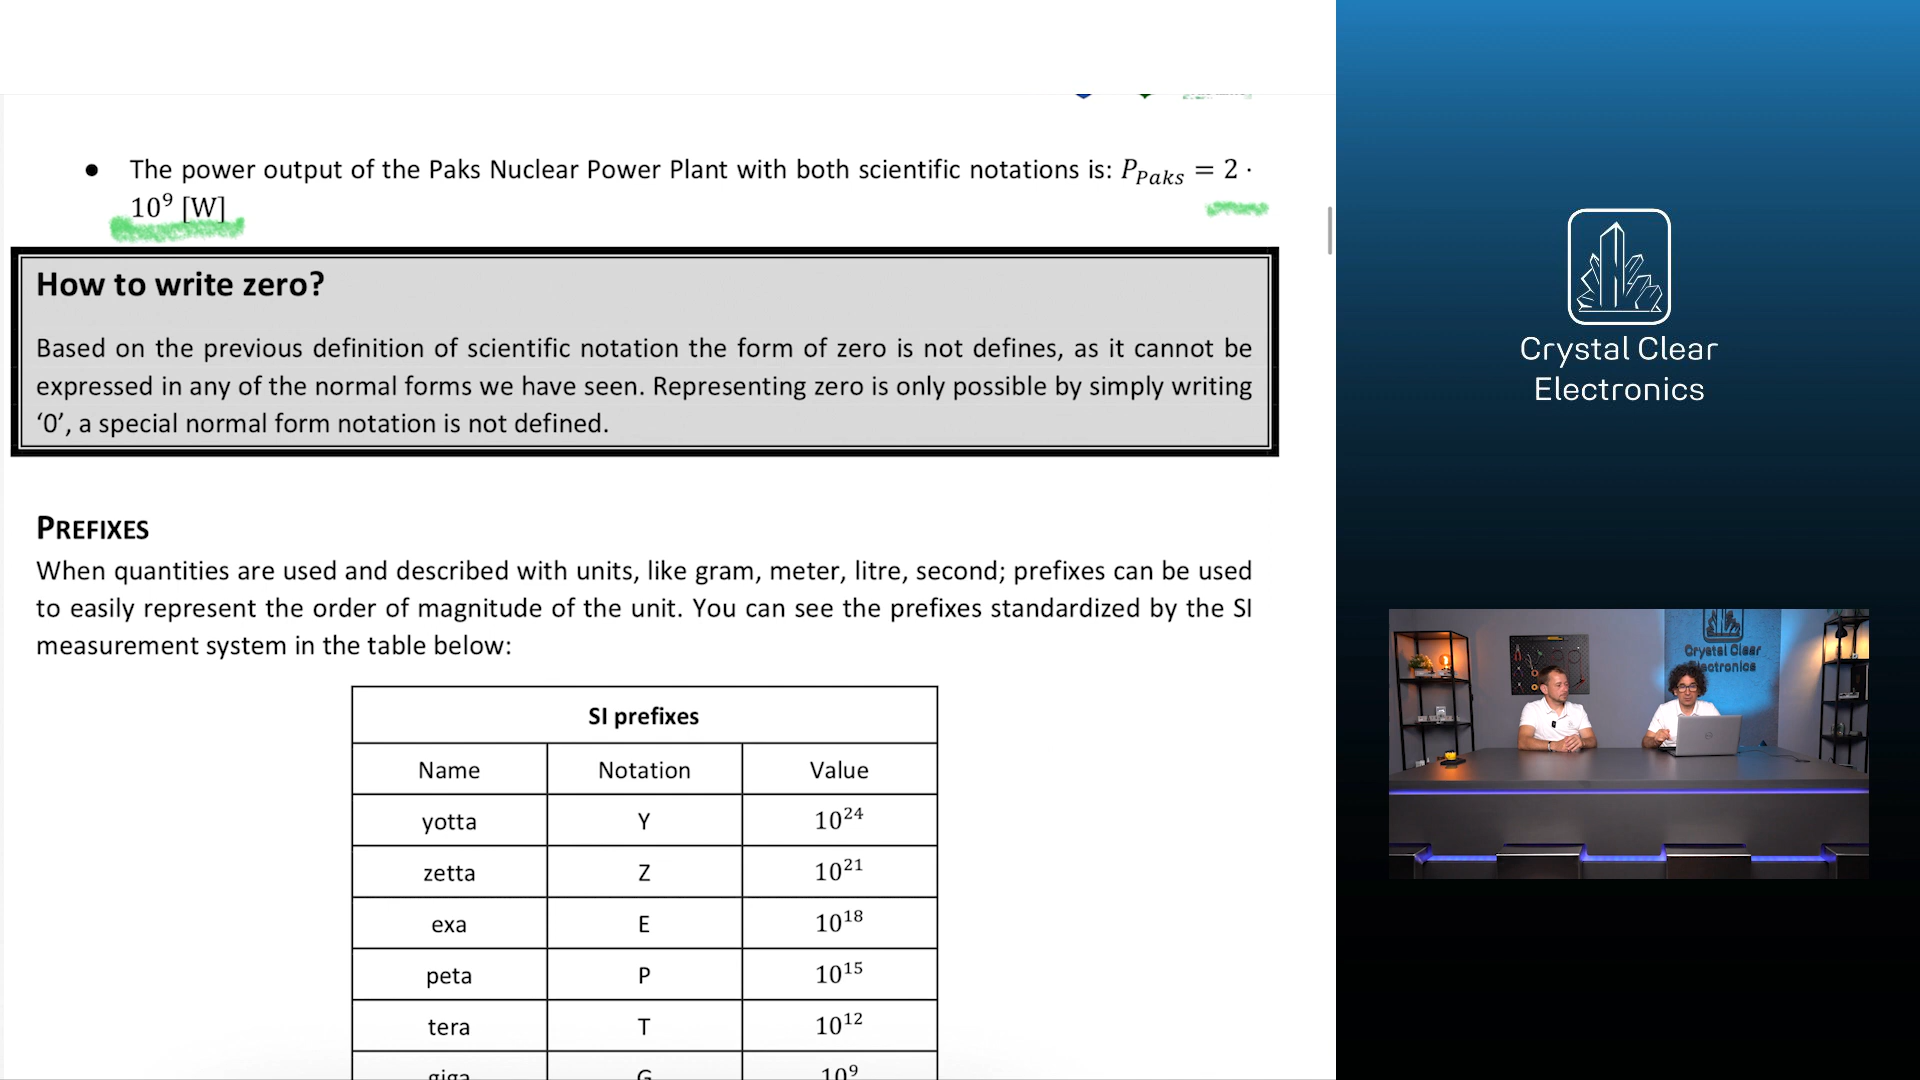 ● The power output of the Paks Nuclear Power Plant with both scientific notations is: P_Paks = 2 ·
10⁹ [W]
How to write zero?
Based on the previous definition of scientific notation the form of zero is not defines, as it cannot be
expressed in any of the normal forms we have seen. Representing zero is only possible by simply writing
‘0’, a special normal form notation is not defined.
PREFIXES
When quantities are used and described with units, like gram, meter, litre, second; prefixes can be used
to easily represent the order of magnitude of the unit. You can see the prefixes standardized by the SI
measurement system in the table below:
SI prefixes
Name Notation Value
yotta Y 10²⁴
zetta Z 10²¹
exa E 10¹⁸
peta P 10¹⁵
tera T 10¹²
giga G 10⁹
Crystal Clear
Electronics
Crystal Clear
Electronics